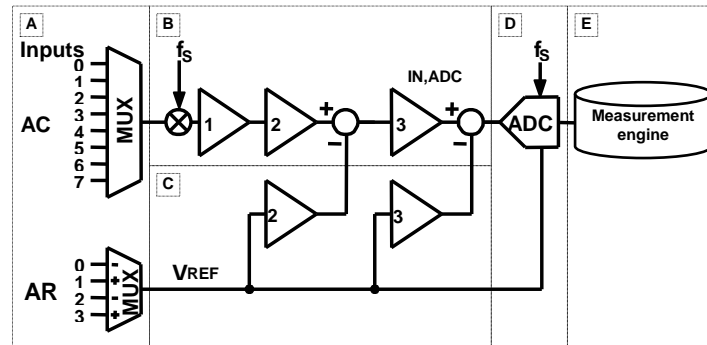 A
B
D
E
Inputs
fS
fS
0
1
2
3
4
5
6
7
AC
MUX
1
2
+
−
IN,ADC
3
+
−
ADC
Measurement
engine
C
2
3
0 -
1 +
2 -
3 +
AR
MUX
VREF